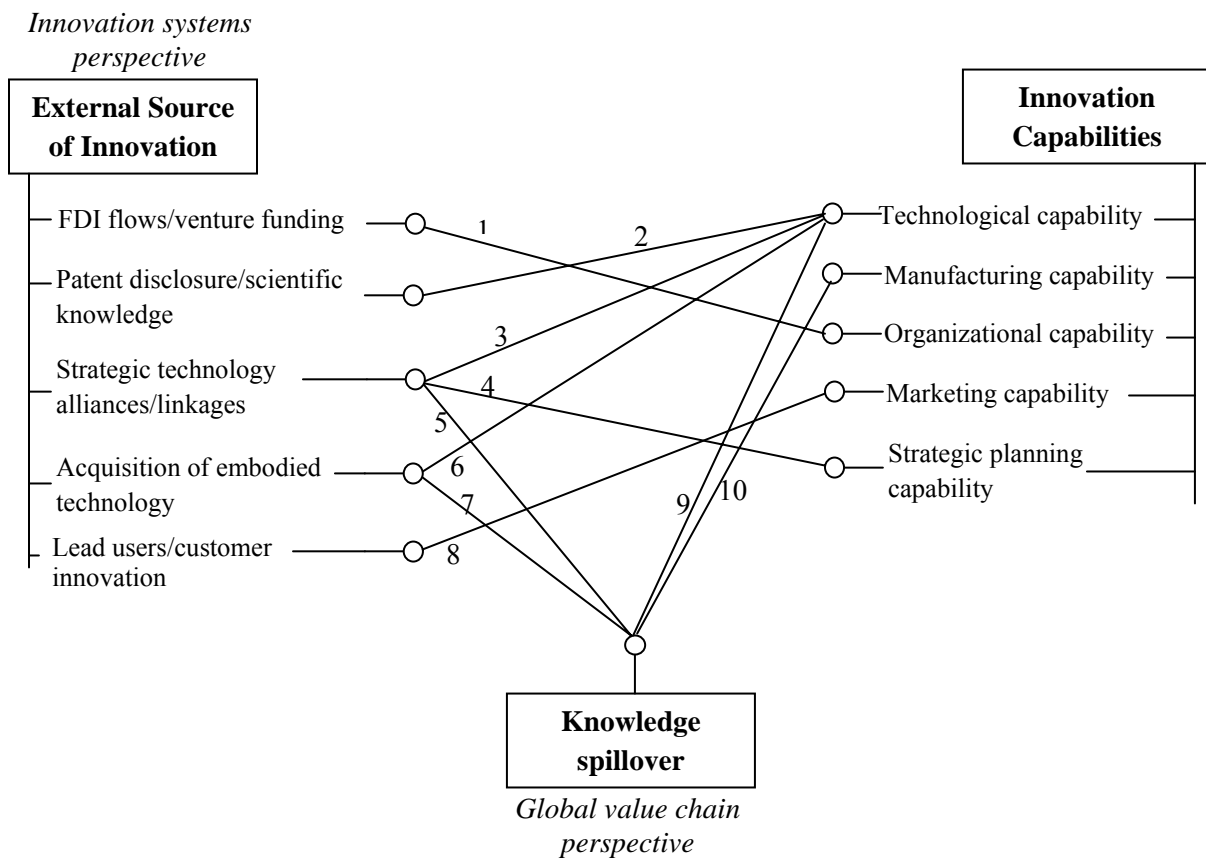 Innovation systems
perspective
External Source
of Innovation
FDI flows/venture funding
Patent disclosure/scientific
knowledge
Strategic technology
alliances/linkages
Acquisition of embodied
technology
Lead users/customer
innovation
1
2
3
4
5
6
7
8
9
10
Innovation
Capabilities
Technological capability
Manufacturing capability
Organizational capability
Marketing capability
Strategic planning
capability
Knowledge
spillover
Global value chain
perspective